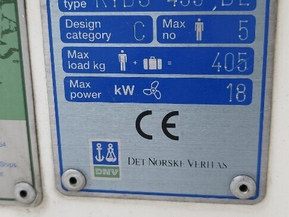 type
Design category C Max no 5
Max load kg + = 405
Max power kW 18
CE
DNV DET NORSKE VERITAS